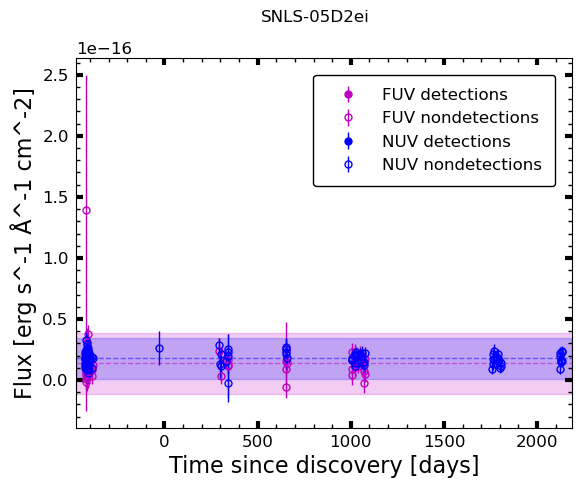 SNLS-05D2ei
1e−16
2.5
2.0
1.5
1.0
0.5
0.0
Flux [erg s^-1 Å^-1 cm^-2]
FUV detections
FUV nondetections
NUV detections
NUV nondetections
0
500
1000
1500
2000
Time since discovery [days]